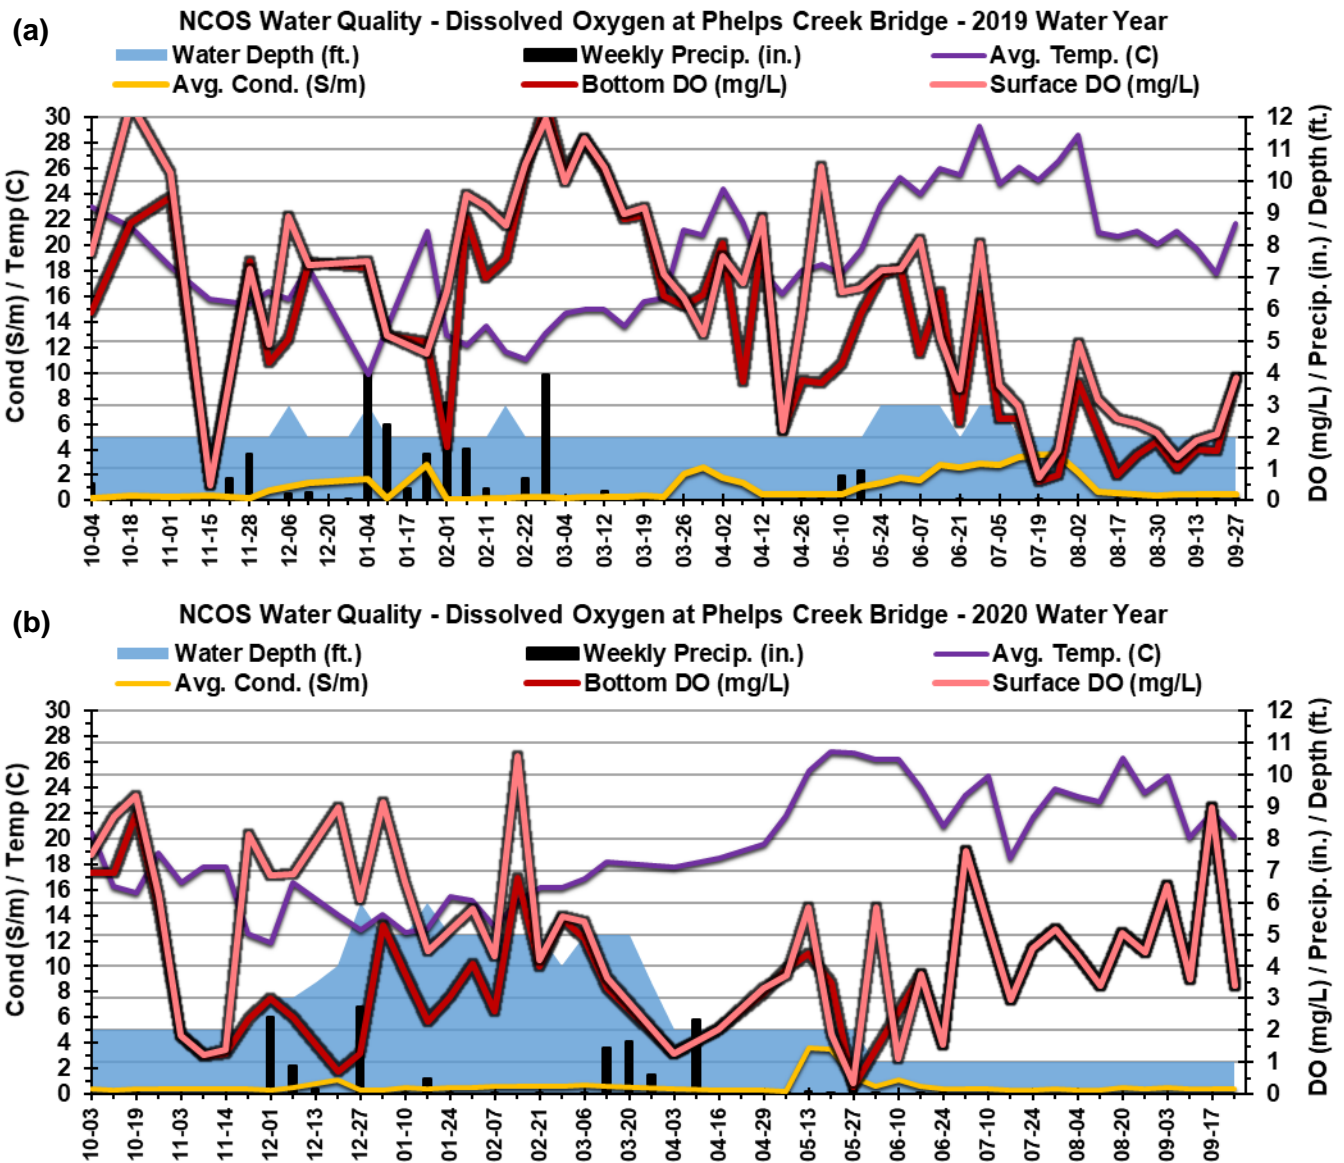 (a)
NCOS Water Quality - Dissolved Oxygen at Phelps Creek Bridge - 2019 Water Year
Water Depth (ft.) Weekly Precip. (in.) Avg. Temp. (C)
Avg. Cond. (S/m) Bottom DO (mg/L) Surface DO (mg/L)
Cond (S/m) / Temp (C)
30 28 26 24 22 20 18 16 14 12 10 8 6 4 2 0
12 11 10 9 8 7 6 5 4 3 2 1 0
DO (mg/L) / Precip. (in.) / Depth (ft.)
10-04 10-18 11-01 11-15 11-28 12-06 12-20 01-04 01-17 02-01 02-11 02-22 03-04 03-12 03-19 03-26 04-02 04-12 04-26 05-10 05-24 06-07 06-21 07-05 07-19 08-02 08-17 08-30 09-13 09-27
(b)
NCOS Water Quality - Dissolved Oxygen at Phelps Creek Bridge - 2020 Water Year
Water Depth (ft.) Weekly Precip. (in.) Avg. Temp. (C)
Avg. Cond. (S/m) Bottom DO (mg/L) Surface DO (mg/L)
Cond (S/m) / Temp (C)
30 28 26 24 22 20 18 16 14 12 10 8 6 4 2 0
12 11 10 9 8 7 6 5 4 3 2 1 0
DO (mg/L) / Precip. (in.) / Depth (ft.)
10-03 10-19 11-03 11-14 12-01 12-13 12-27 01-10 01-24 02-07 02-21 03-06 03-20 04-03 04-16 04-29 05-13 05-27 06-10 06-24 07-10 07-24 08-04 08-20 09-03 09-17